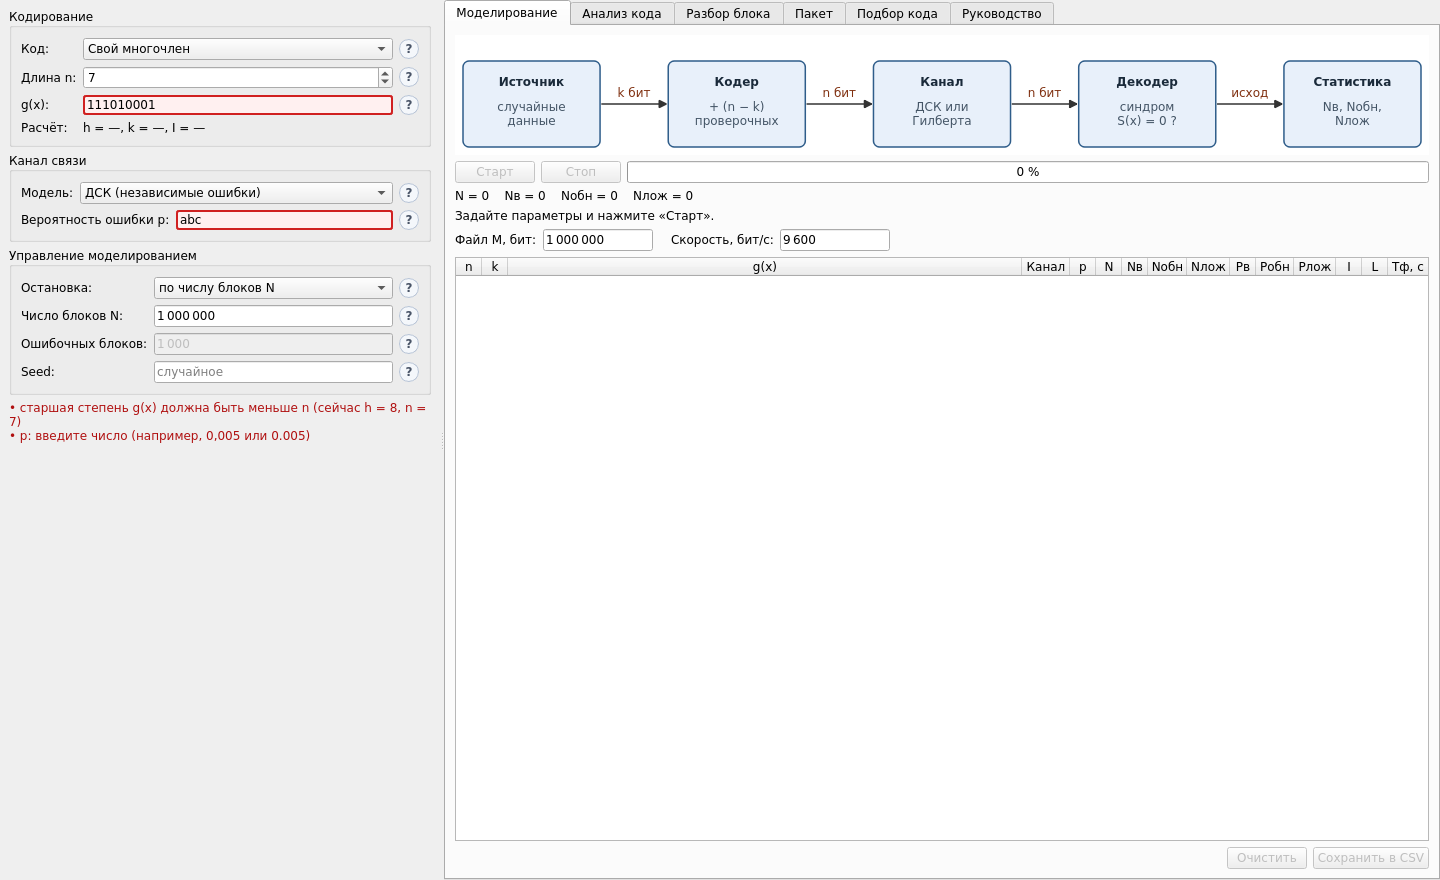 Кодирование
Код: Свой многочлен ?
Длина n: 7 ?
g(x): 111010001 ?
Расчёт: h = —, k = —, I = —
Канал связи
Модель: ДСК (независимые ошибки) ?
Вероятность ошибки p: abc ?
Управление моделированием
Остановка: по числу блоков N ?
Число блоков N: 1 000 000 ?
Ошибочных блоков: 1 000 ?
Seed: случайное ?
• старшая степень g(x) должна быть меньше n (сейчас h = 8, n =
7)
• p: введите число (например, 0,005 или 0.005)
Моделирование Анализ кода Разбор блока Пакет Подбор кода Руководство
Источник
случайные
данные
k бит
Кодер
+ (n − k)
проверочных
n бит
Канал
ДСК или
Гилберта
n бит
Декодер
синдром
S(x) = 0 ?
исход
Статистика
Nв, Nобн,
Nлож
Старт Стоп 0 %
N = 0 Nв = 0 Nобн = 0 Nлож = 0
Задайте параметры и нажмите «Старт».
Файл M, бит: 1 000 000 Скорость, бит/с: 9 600
n k g(x) Канал p N Nв Nобн Nлож Pв Pобн Pлож I L Tф, с
Очистить Сохранить в CSV